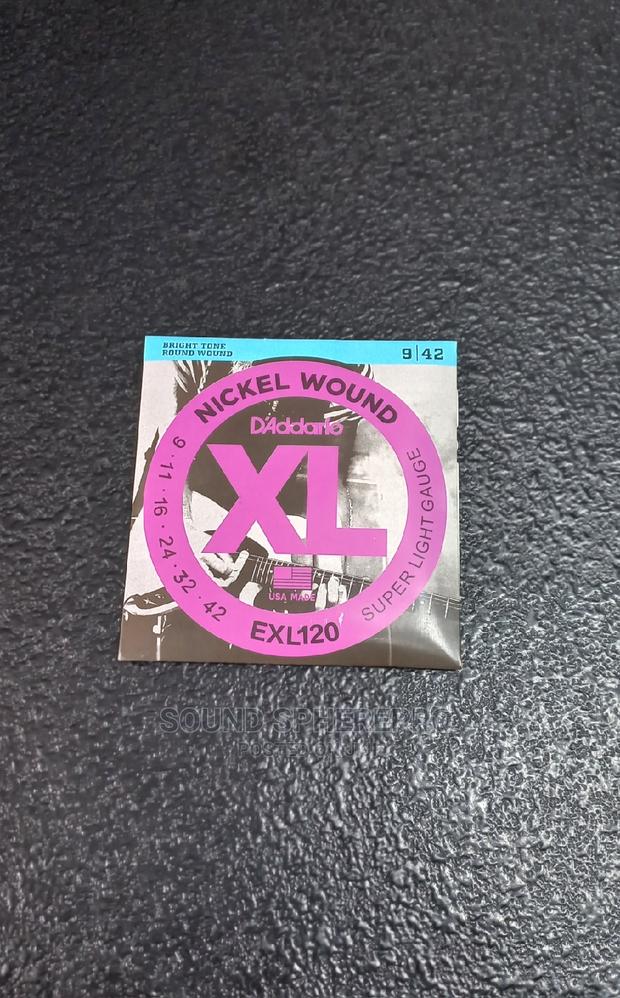 BRIGHT TONE
ROUND WOUND
9|42
NICKEL WOUND
D'Addario
XL
9 · 11 · 16 · 24 · 32 · 42
SUPER LIGHT GAUGE
USA MADE
EXL120
SOUND SPHEREPRO